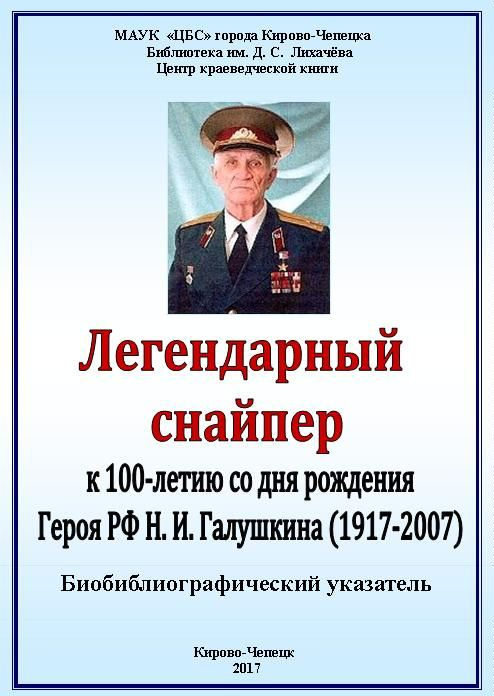 МАУК «ЦБС» города Кирово-Чепецка
Библиотека им. Д. С. Лихачёва
Центр краеведческой книги
Легендарный
снайпер
к 100-летию со дня рождения
Героя РФ Н. И. Галушкина (1917-2007)
Биобиблиографический указатель
Кирово-Чепецк
2017